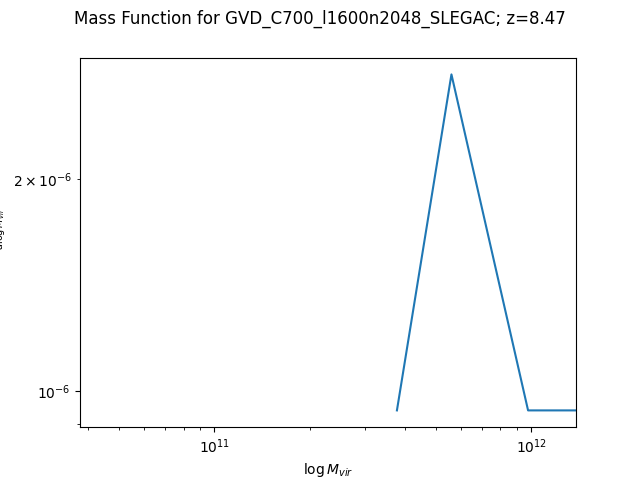 Mass Function for GVD_C700_l1600n2048_SLEGAC; z=8.47
2 × 10⁻⁶
10⁻⁶
10¹¹
10¹²
log M_vir